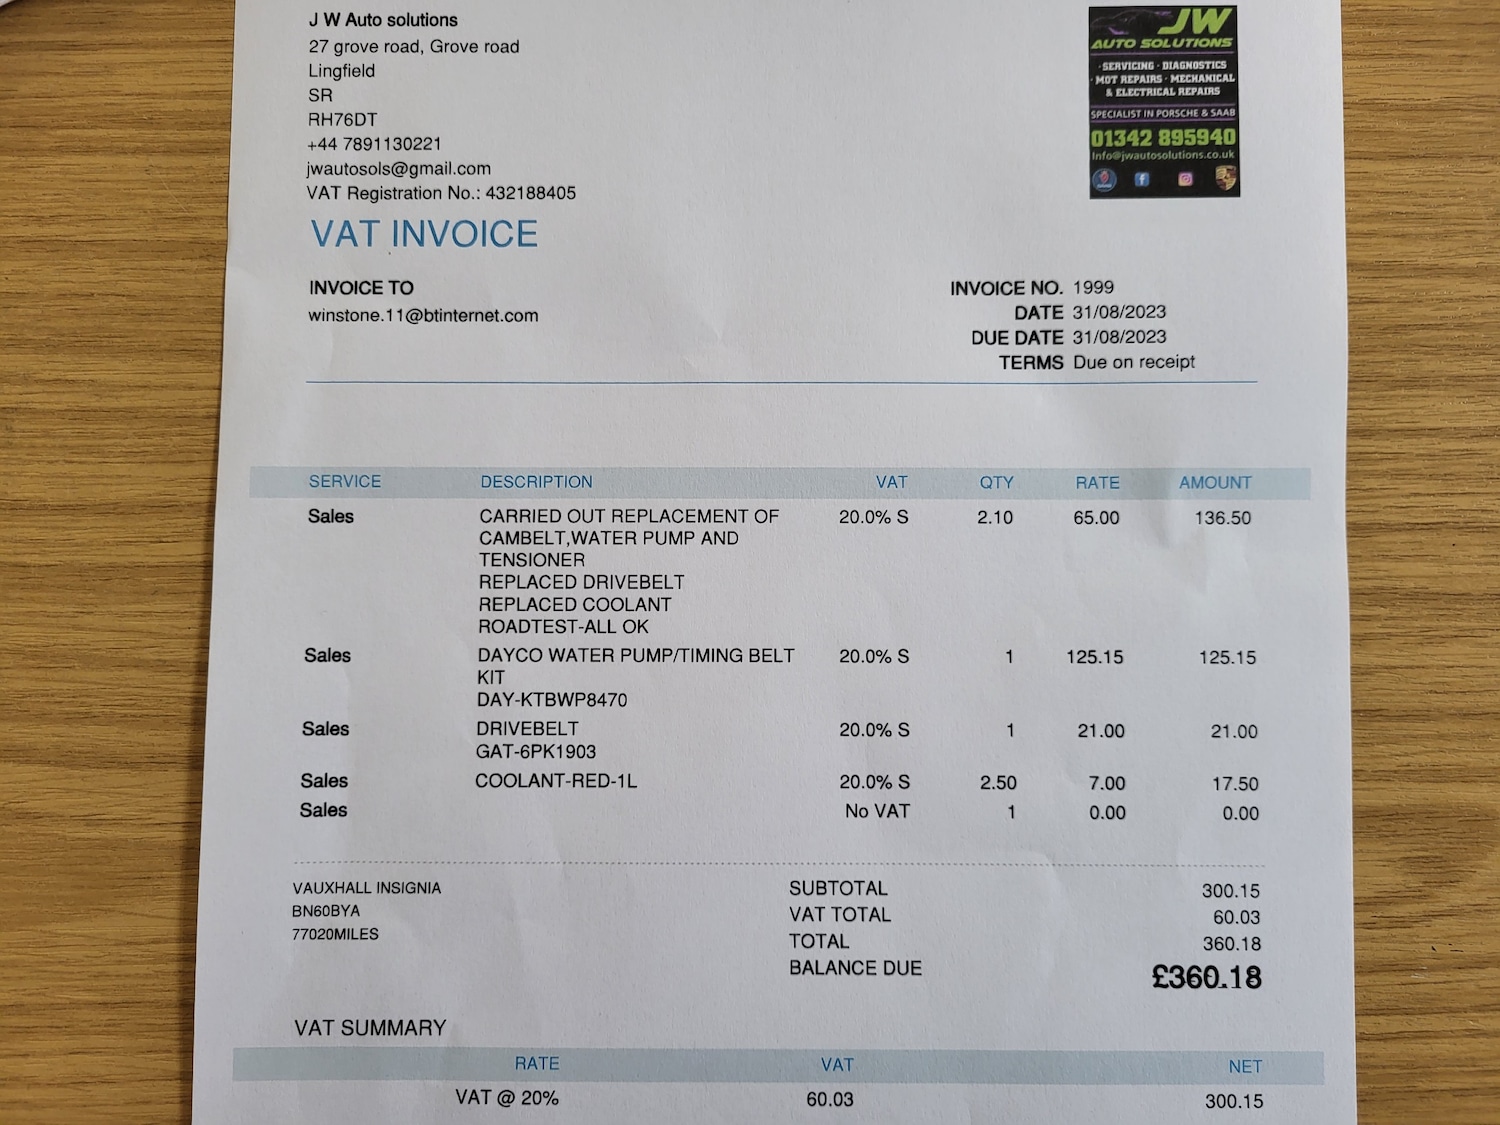 J W Auto solutions
27 grove road, Grove road
Lingfield
SR
RH76DT
+44 7891130221
jwautosols@gmail.com
VAT Registration No.: 432188405
JW
AUTO SOLUTIONS
· SERVICING · DIAGNOSTICS
· MOT REPAIRS · MECHANICAL
& ELECTRICAL REPAIRS
SPECIALIST IN PORSCHE & SAAB
01342 895940
Info@jwautosolutions.co.uk
VAT INVOICE
INVOICE TO
winstone.11@btinternet.com
INVOICE NO. 1999
DATE 31/08/2023
DUE DATE 31/08/2023
TERMS Due on receipt
SERVICE DESCRIPTION VAT QTY RATE AMOUNT
Sales CARRIED OUT REPLACEMENT OF 20.0% S 2.10 65.00 136.50
CAMBELT,WATER PUMP AND
TENSIONER
REPLACED DRIVEBELT
REPLACED COOLANT
ROADTEST-ALL OK
Sales DAYCO WATER PUMP/TIMING BELT 20.0% S 1 125.15 125.15
KIT
DAY-KTBWP8470
Sales DRIVEBELT 20.0% S 1 21.00 21.00
GAT-6PK1903
Sales COOLANT-RED-1L 20.0% S 2.50 7.00 17.50
Sales No VAT 1 0.00 0.00
VAUXHALL INSIGNIA
BN60BYA
77020MILES
SUBTOTAL 300.15
VAT TOTAL 60.03
TOTAL 360.18
BALANCE DUE £360.18
VAT SUMMARY
RATE VAT NET
VAT @ 20% 60.03 300.15